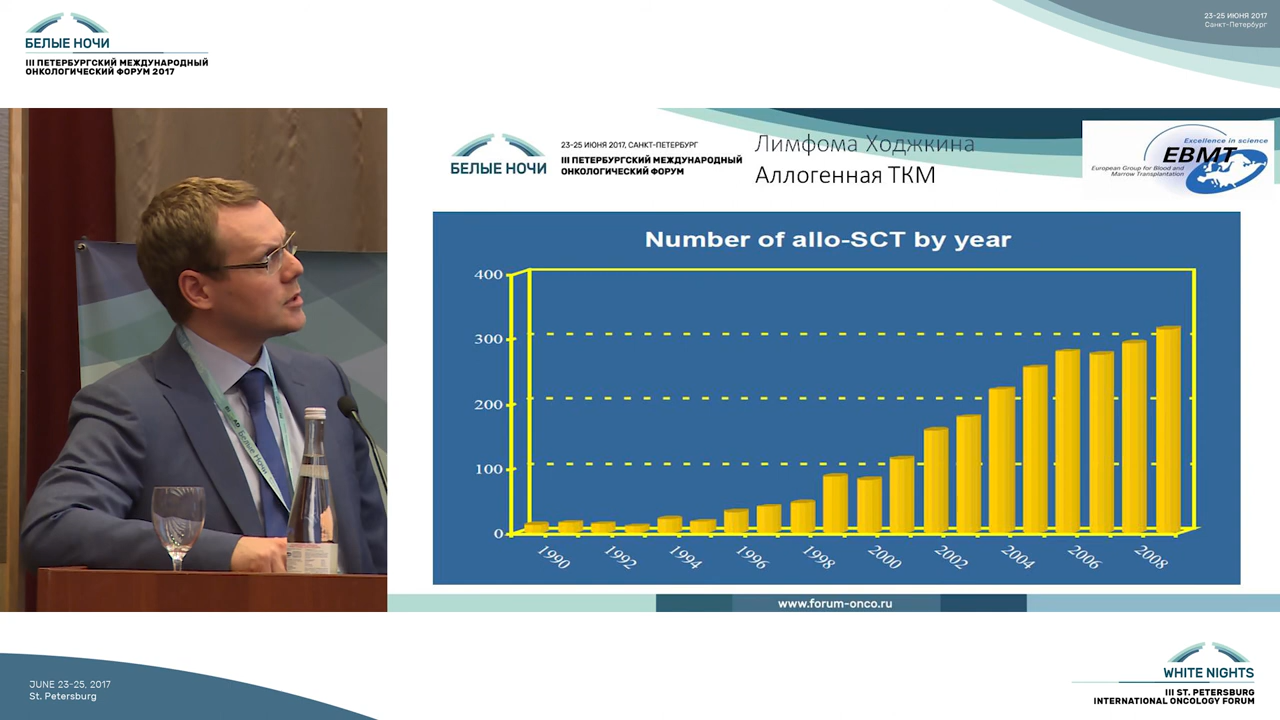 БЕЛЫЕ НОЧИ
III ПЕТЕРБУРГСКИЙ МЕЖДУНАРОДНЫЙ
ОНКОЛОГИЧЕСКИЙ ФОРУМ 2017
23-25 ИЮНЯ 2017
Санкт-Петербург
БЕЛЫЕ НОЧИ
23-25 ИЮНЯ 2017, САНКТ-ПЕТЕРБУРГ
III ПЕТЕРБУРГСКИЙ МЕЖДУНАРОДНЫЙ
ОНКОЛОГИЧЕСКИЙ ФОРУМ
Лимфома Ходжкина
Аллогенная ТКМ
Excellence in science
EBMT
European Group for Blood and
Marrow Transplantation
Number of allo-SCT by year
400
300
200
100
0
1990 1992 1994 1996 1998 2000 2002 2004 2006 2008
Белые Ночи
www.forum-onco.ru
JUNE 23-25, 2017
St. Petersburg
WHITE NIGHTS
III ST. PETERSBURG
INTERNATIONAL ONCOLOGY FORUM